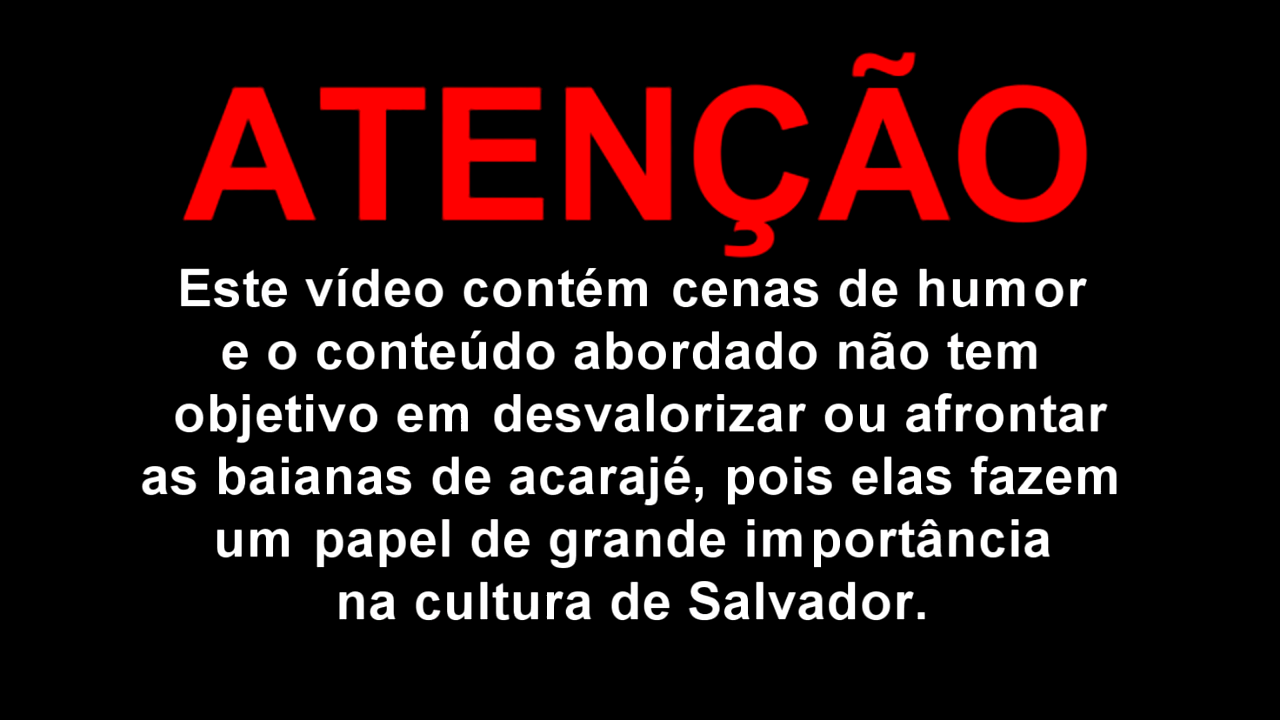 ATENÇÃO
Este vídeo contém cenas de humor
e o conteúdo abordado não tem
objetivo em desvalorizar ou afrontar
as baianas de acarajé, pois elas fazem
um papel de grande importância
na cultura de Salvador.